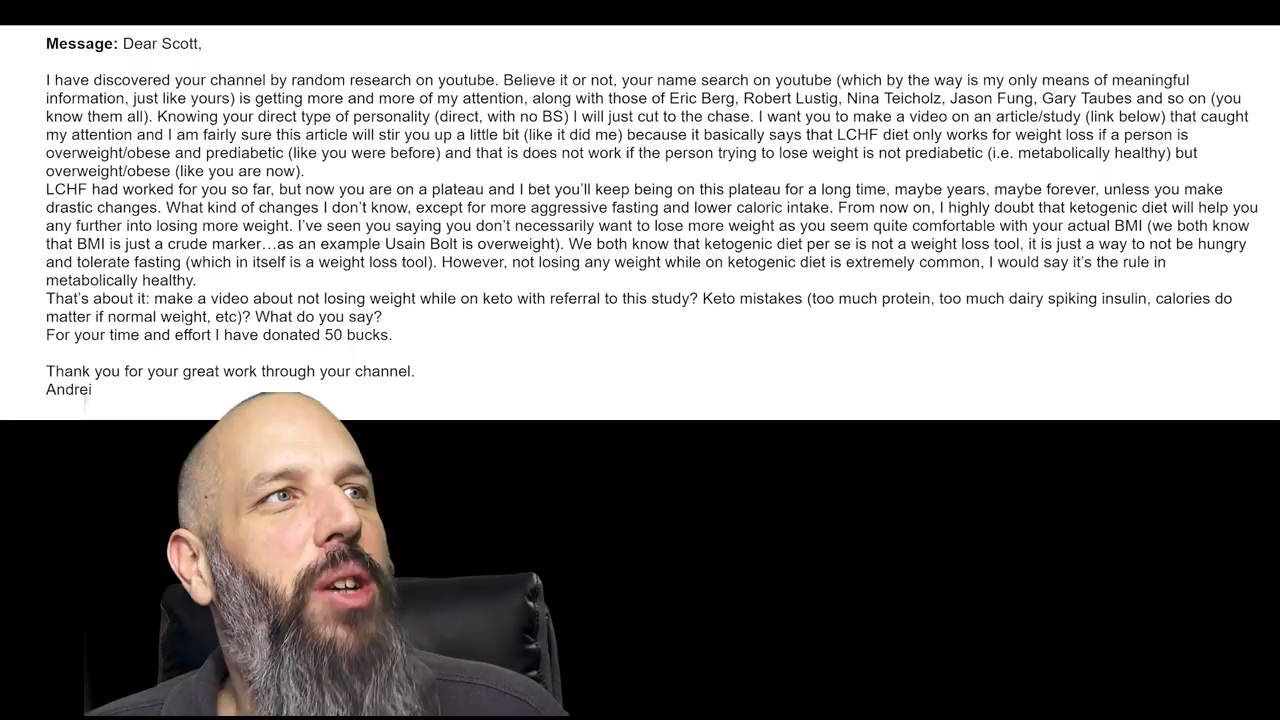 Message: Dear Scott,
I have discovered your channel by random research on youtube. Believe it or not, your name search on youtube (which by the way is my only means of meaningful
information, just like yours) is getting more and more of my attention, along with those of Eric Berg, Robert Lustig, Nina Teicholz, Jason Fung, Gary Taubes and so on (you
know them all). Knowing your direct type of personality (direct, with no BS) I will just cut to the chase. I want you to make a video on an article/study (link below) that caught
my attention and I am fairly sure this article will stir you up a little bit (like it did me) because it basically says that LCHF diet only works for weight loss if a person is
overweight/obese and prediabetic (like you were before) and that is does not work if the person trying to lose weight is not prediabetic (i.e. metabolically healthy) but
overweight/obese (like you are now).
LCHF had worked for you so far, but now you are on a plateau and I bet you’ll keep being on this plateau for a long time, maybe years, maybe forever, unless you make
drastic changes. What kind of changes I don’t know, except for more aggressive fasting and lower caloric intake. From now on, I highly doubt that ketogenic diet will help you
any further into losing more weight. I’ve seen you saying you don’t necessarily want to lose more weight as you seem quite comfortable with your actual BMI (we both know
that BMI is just a crude marker…as an example Usain Bolt is overweight). We both know that ketogenic diet per se is not a weight loss tool, it is just a way to not be hungry
and tolerate fasting (which in itself is a weight loss tool). However, not losing any weight while on ketogenic diet is extremely common, I would say it’s the rule in
metabolically healthy.
That’s about it: make a video about not losing weight while on keto with referral to this study? Keto mistakes (too much protein, too much dairy spiking insulin, calories do
matter if normal weight, etc)? What do you say?
For your time and effort I have donated 50 bucks.
Thank you for your great work through your channel.
Andrei